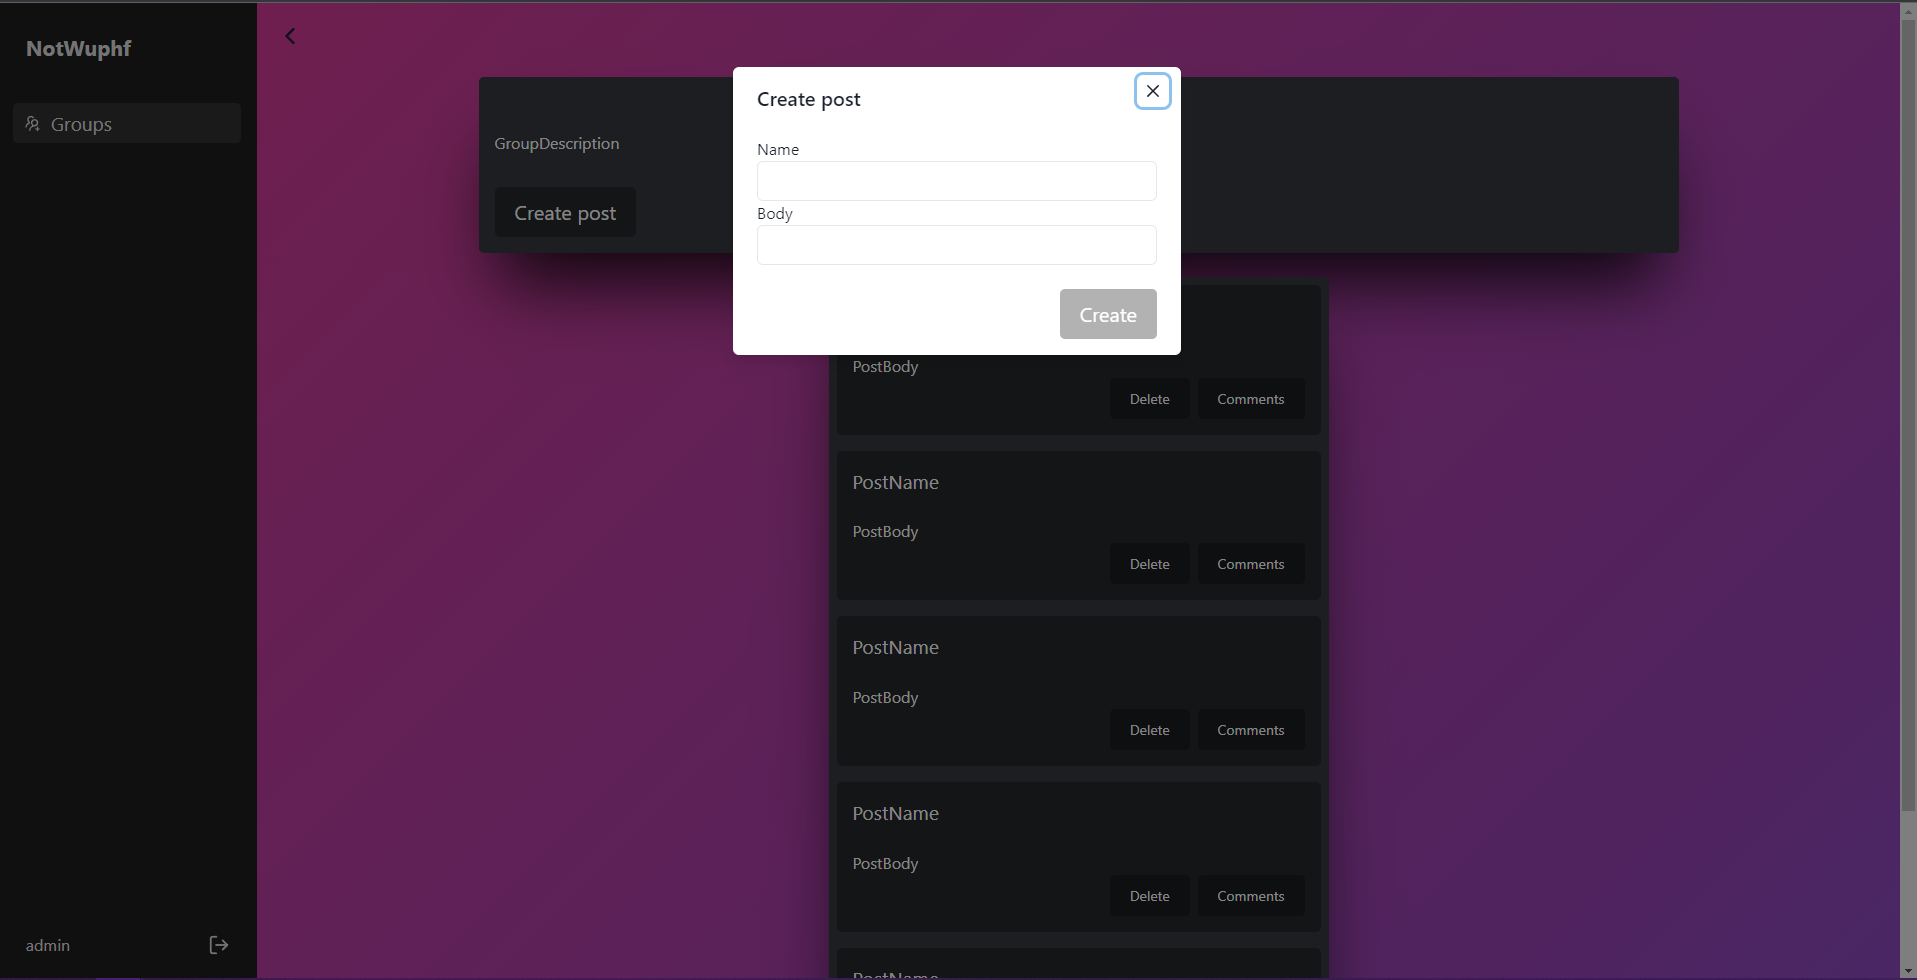 NotWuphf
Groups
GroupDescription
Create post
Create post
Name
Body
Create
PostBody
Delete Comments
PostName
PostBody
Delete Comments
PostName
PostBody
Delete Comments
PostName
PostBody
Delete Comments
PostName
admin